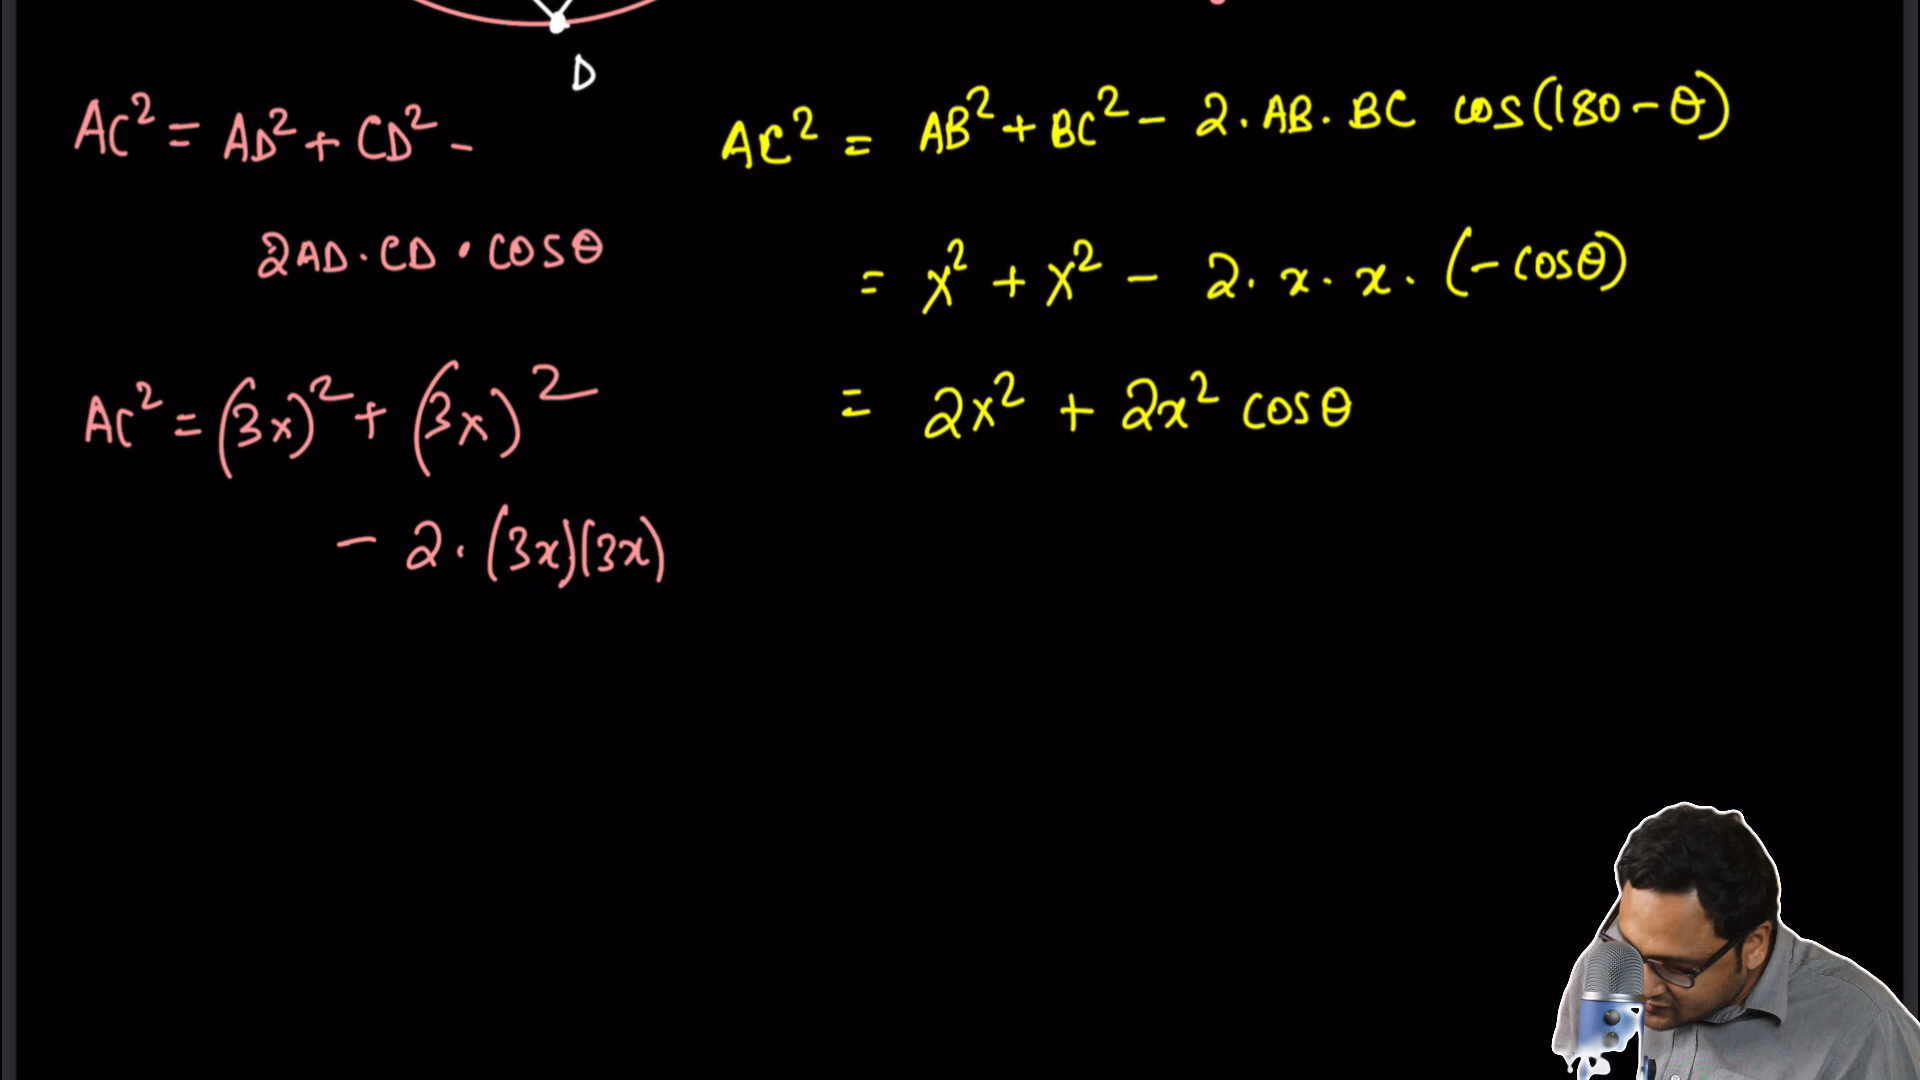 D
AC² = AD² + CD² -
2AD · CD · cosθ
AC² = (3x)² + (3x)²
- 2 · (3x)(3x)
AC² = AB² + BC² - 2 · AB · BC cos(180 - θ)
= x² + x² - 2 · x · x · (-cosθ)
= 2x² + 2x² cosθ